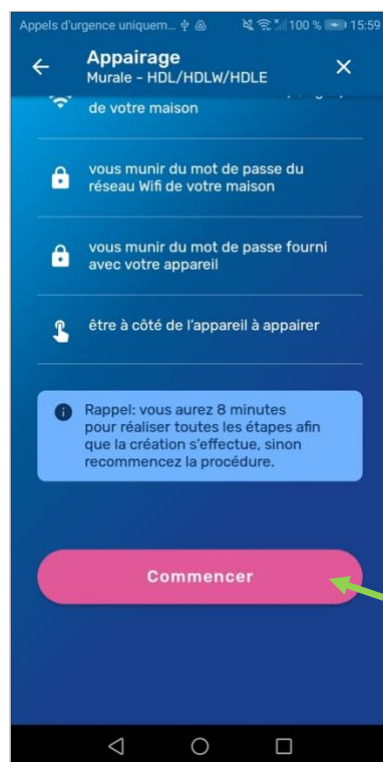 Appels d'urgence uniquem... 100 % 15:59
Appairage
Murale - HDL/HDLW/HDLE
de votre maison
vous munir du mot de passe du
réseau Wifi de votre maison
vous munir du mot de passe fourni
avec votre appareil
être à côté de l'appareil à appairer
Rappel: vous aurez 8 minutes
pour réaliser toutes les étapes afin
que la création s'effectue, sinon
recommencez la procédure.
Commencer